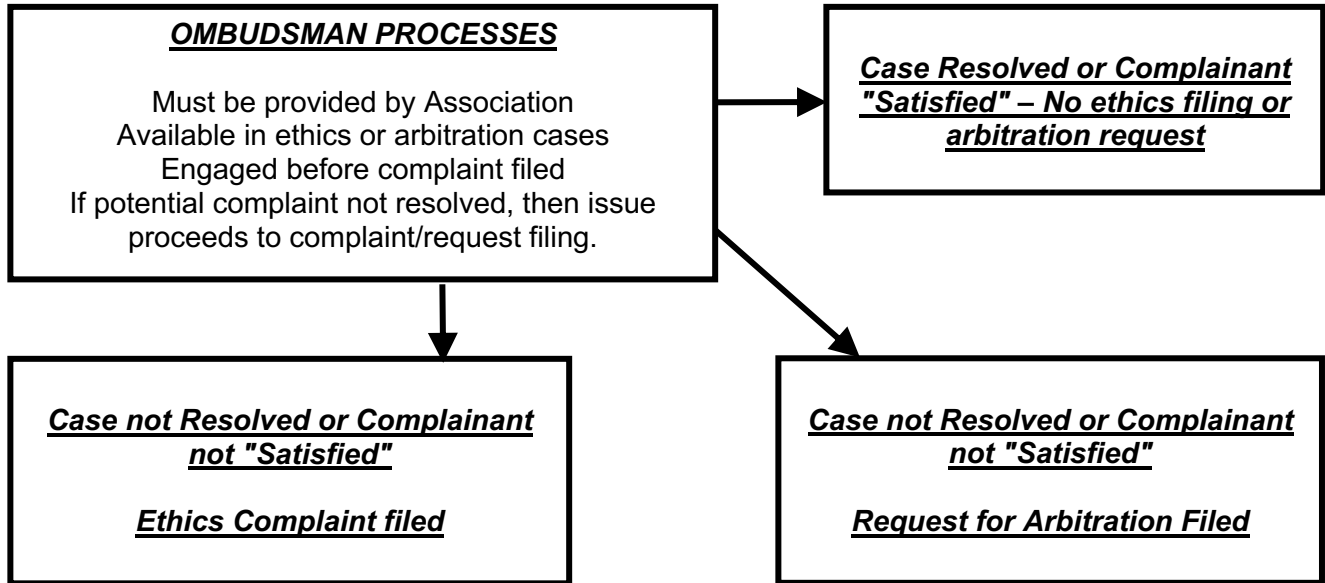 OMBUDSMAN PROCESSES
Must be provided by Association
Available in ethics or arbitration cases
Engaged before complaint filed
If potential complaint not resolved, then issue
proceeds to complaint/request filing.
Case Resolved or Complainant
"Satisfied" – No ethics filing or
arbitration request
Case not Resolved or Complainant
not "Satisfied"
Ethics Complaint filed
Case not Resolved or Complainant
not "Satisfied"
Request for Arbitration Filed